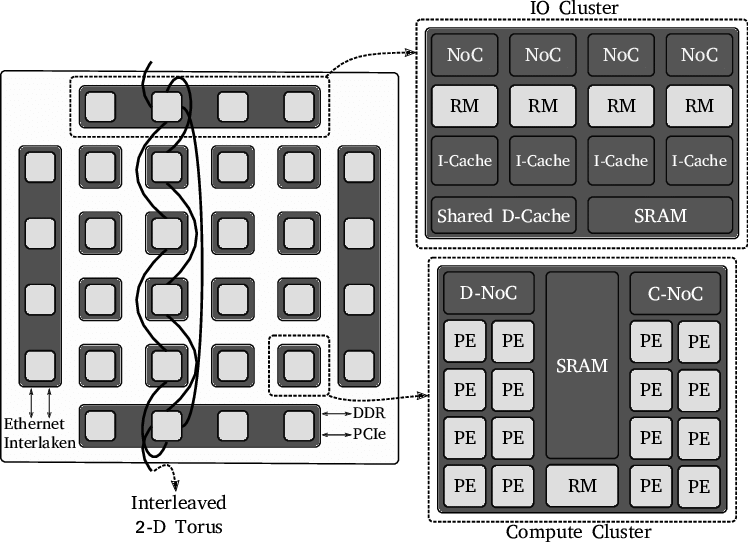 IO Cluster
NoC NoC NoC NoC
RM RM RM RM
I-Cache I-Cache I-Cache I-Cache
Shared D-Cache SRAM
D-NoC C-NoC
SRAM
PE PE PE PE
PE PE PE PE
PE PE PE PE
PE PE RM PE PE
Compute Cluster
Ethernet
Interlaken
DDR
PCIe
Interleaved
2-D Torus